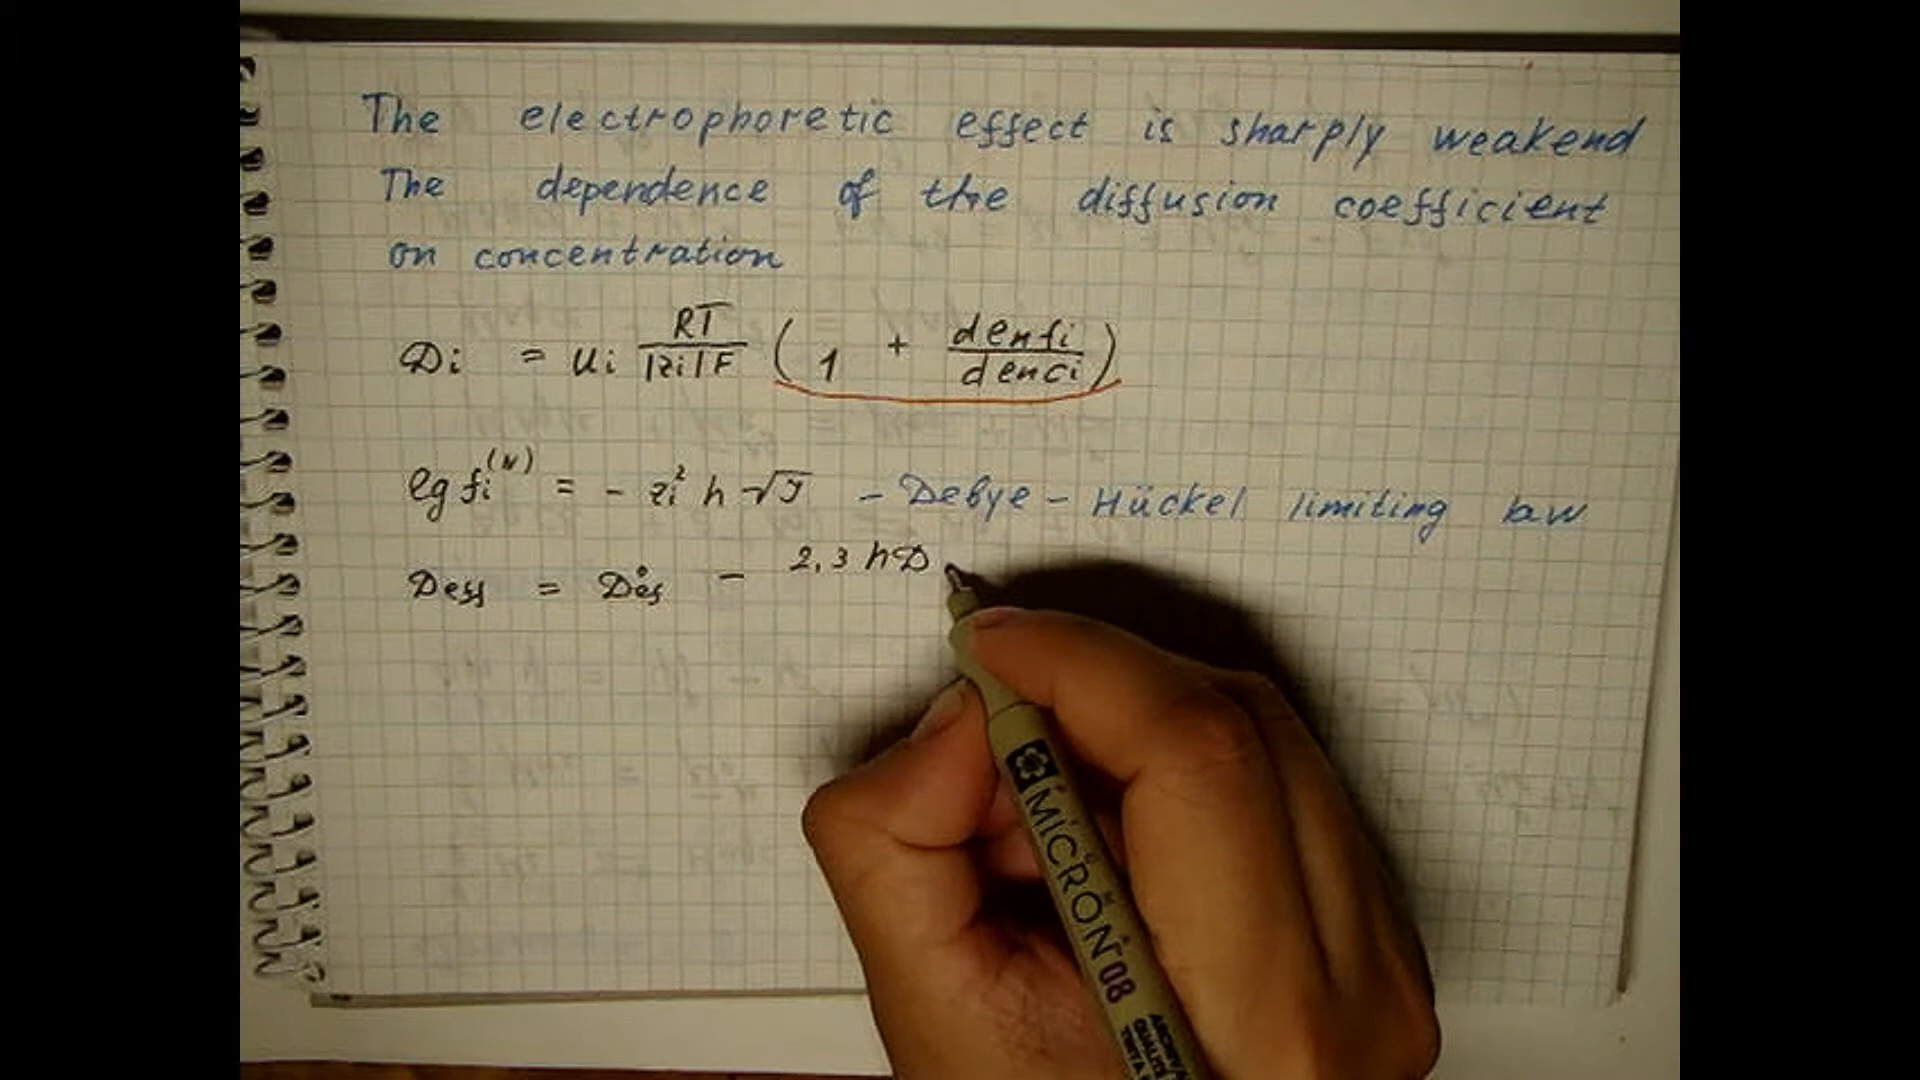 The electrophoretic effect is sharply weakend
The dependence of the diffusion coefficient
on concentration
Di = ui RT/|zi|F (1 + dlnfi/dlnci)
lg fi(N) = - zi² h √J - Debye - Hückel limiting law
Deff = D°ef - 2,3 hD
MICRON 08